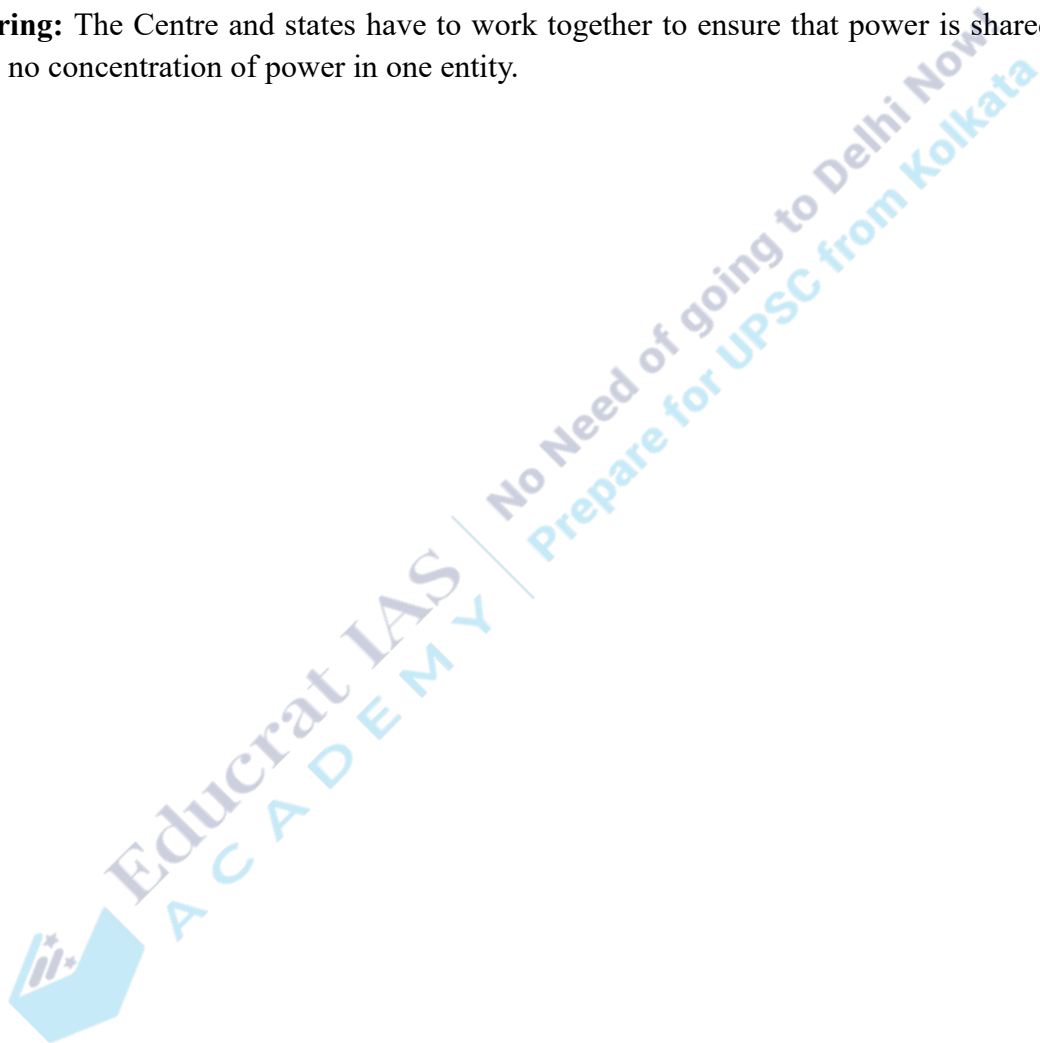 ring: The Centre and states have to work together to ensure that power is share
no concentration of power in one entity.
No Need of going to Delhi Now!
Prepare for UPSC from Kolkata
Educrat IAS
ACADEMY